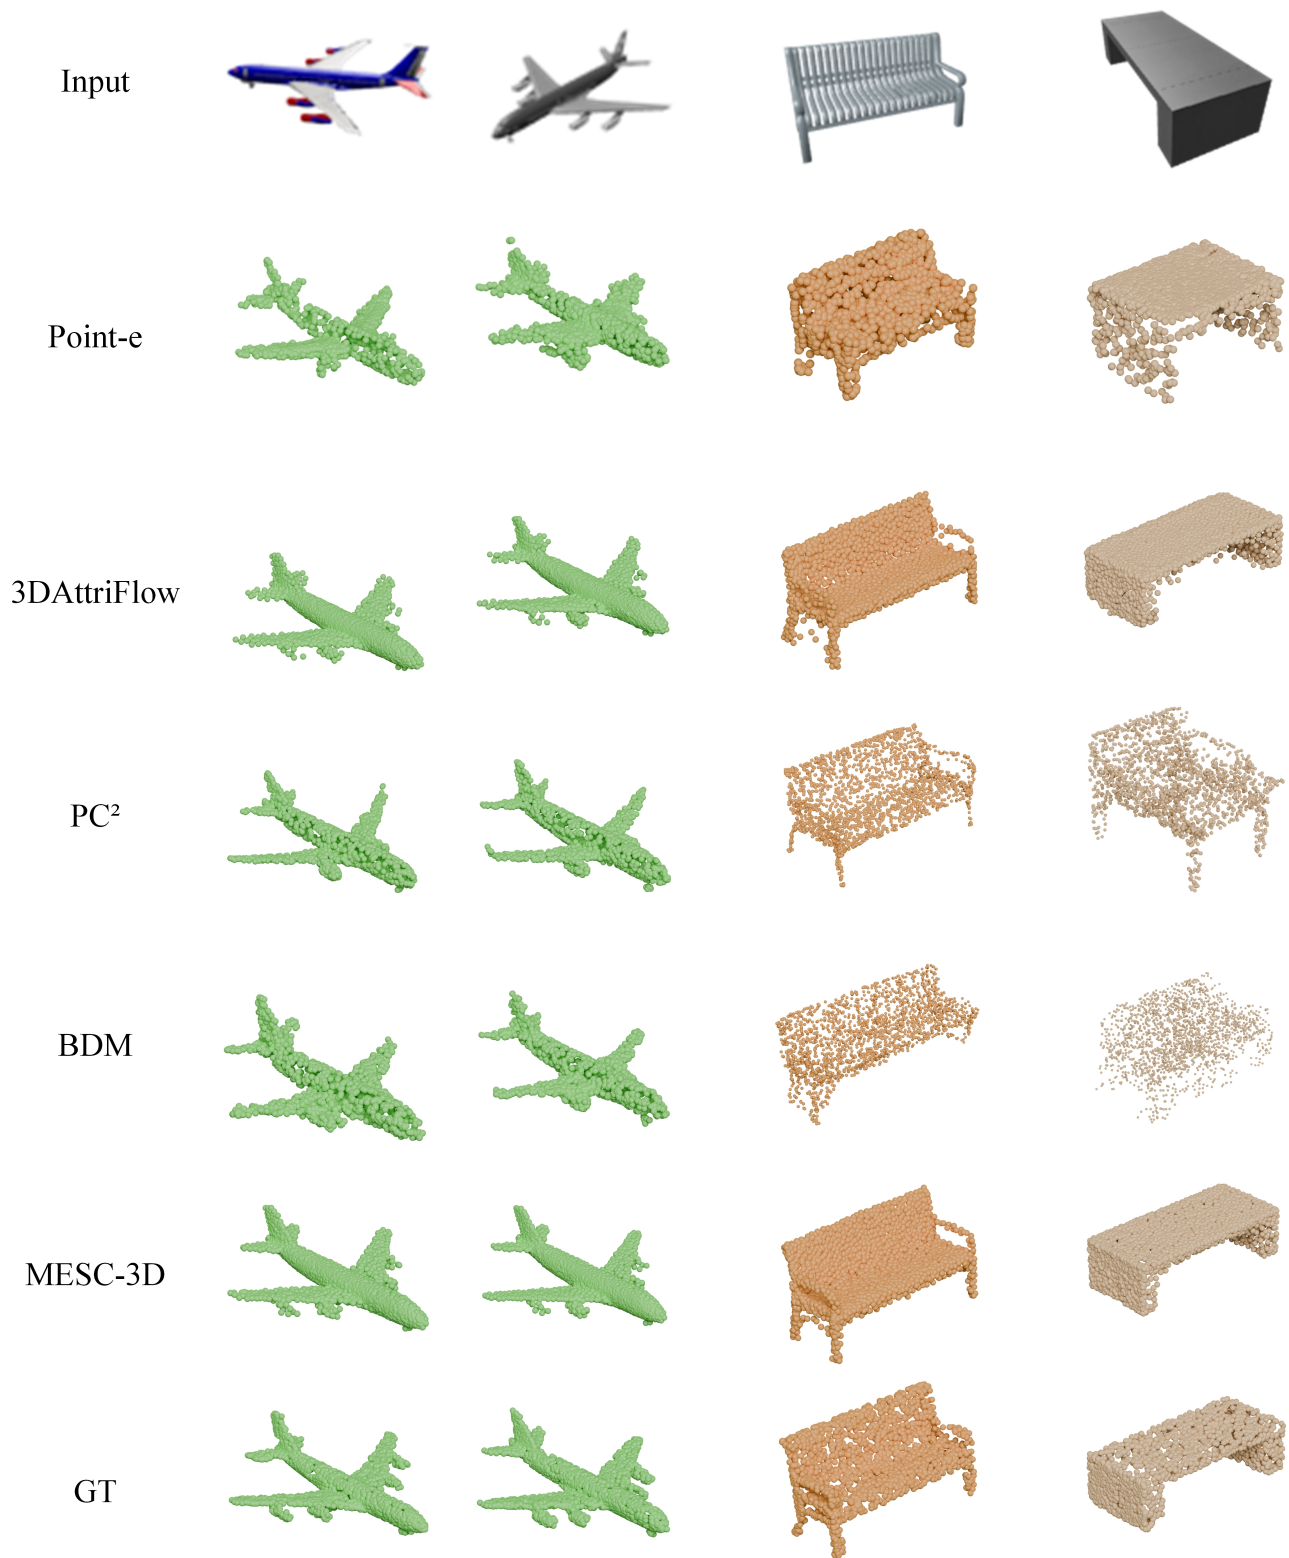 Input
Point-e
3DAttriFlow
PC²
BDM
MESC-3D
GT